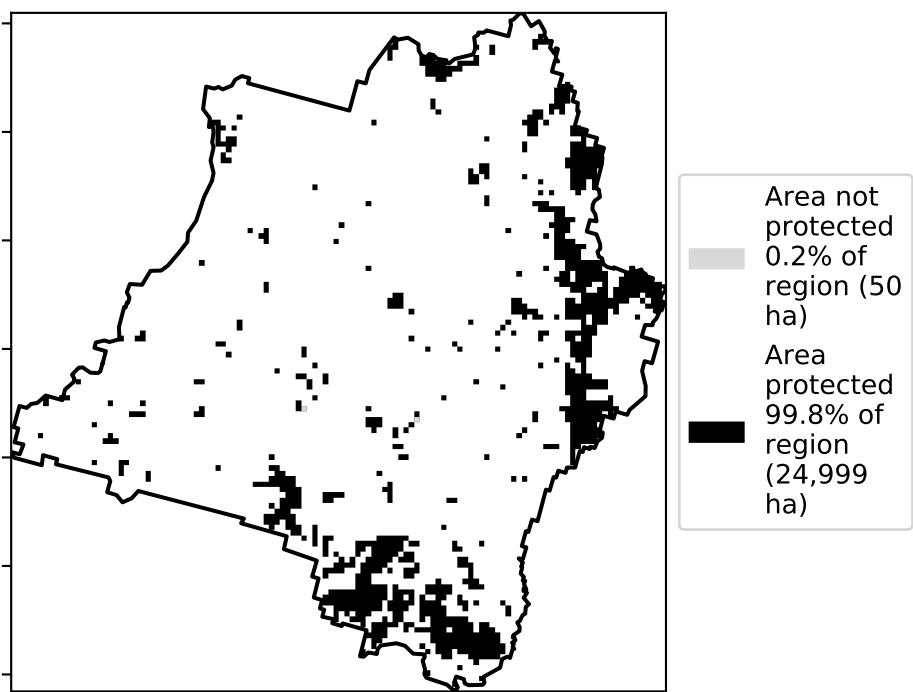 Area not
protected
0.2% of
region (50
ha)
Area
protected
99.8% of
region
(24,999
ha)